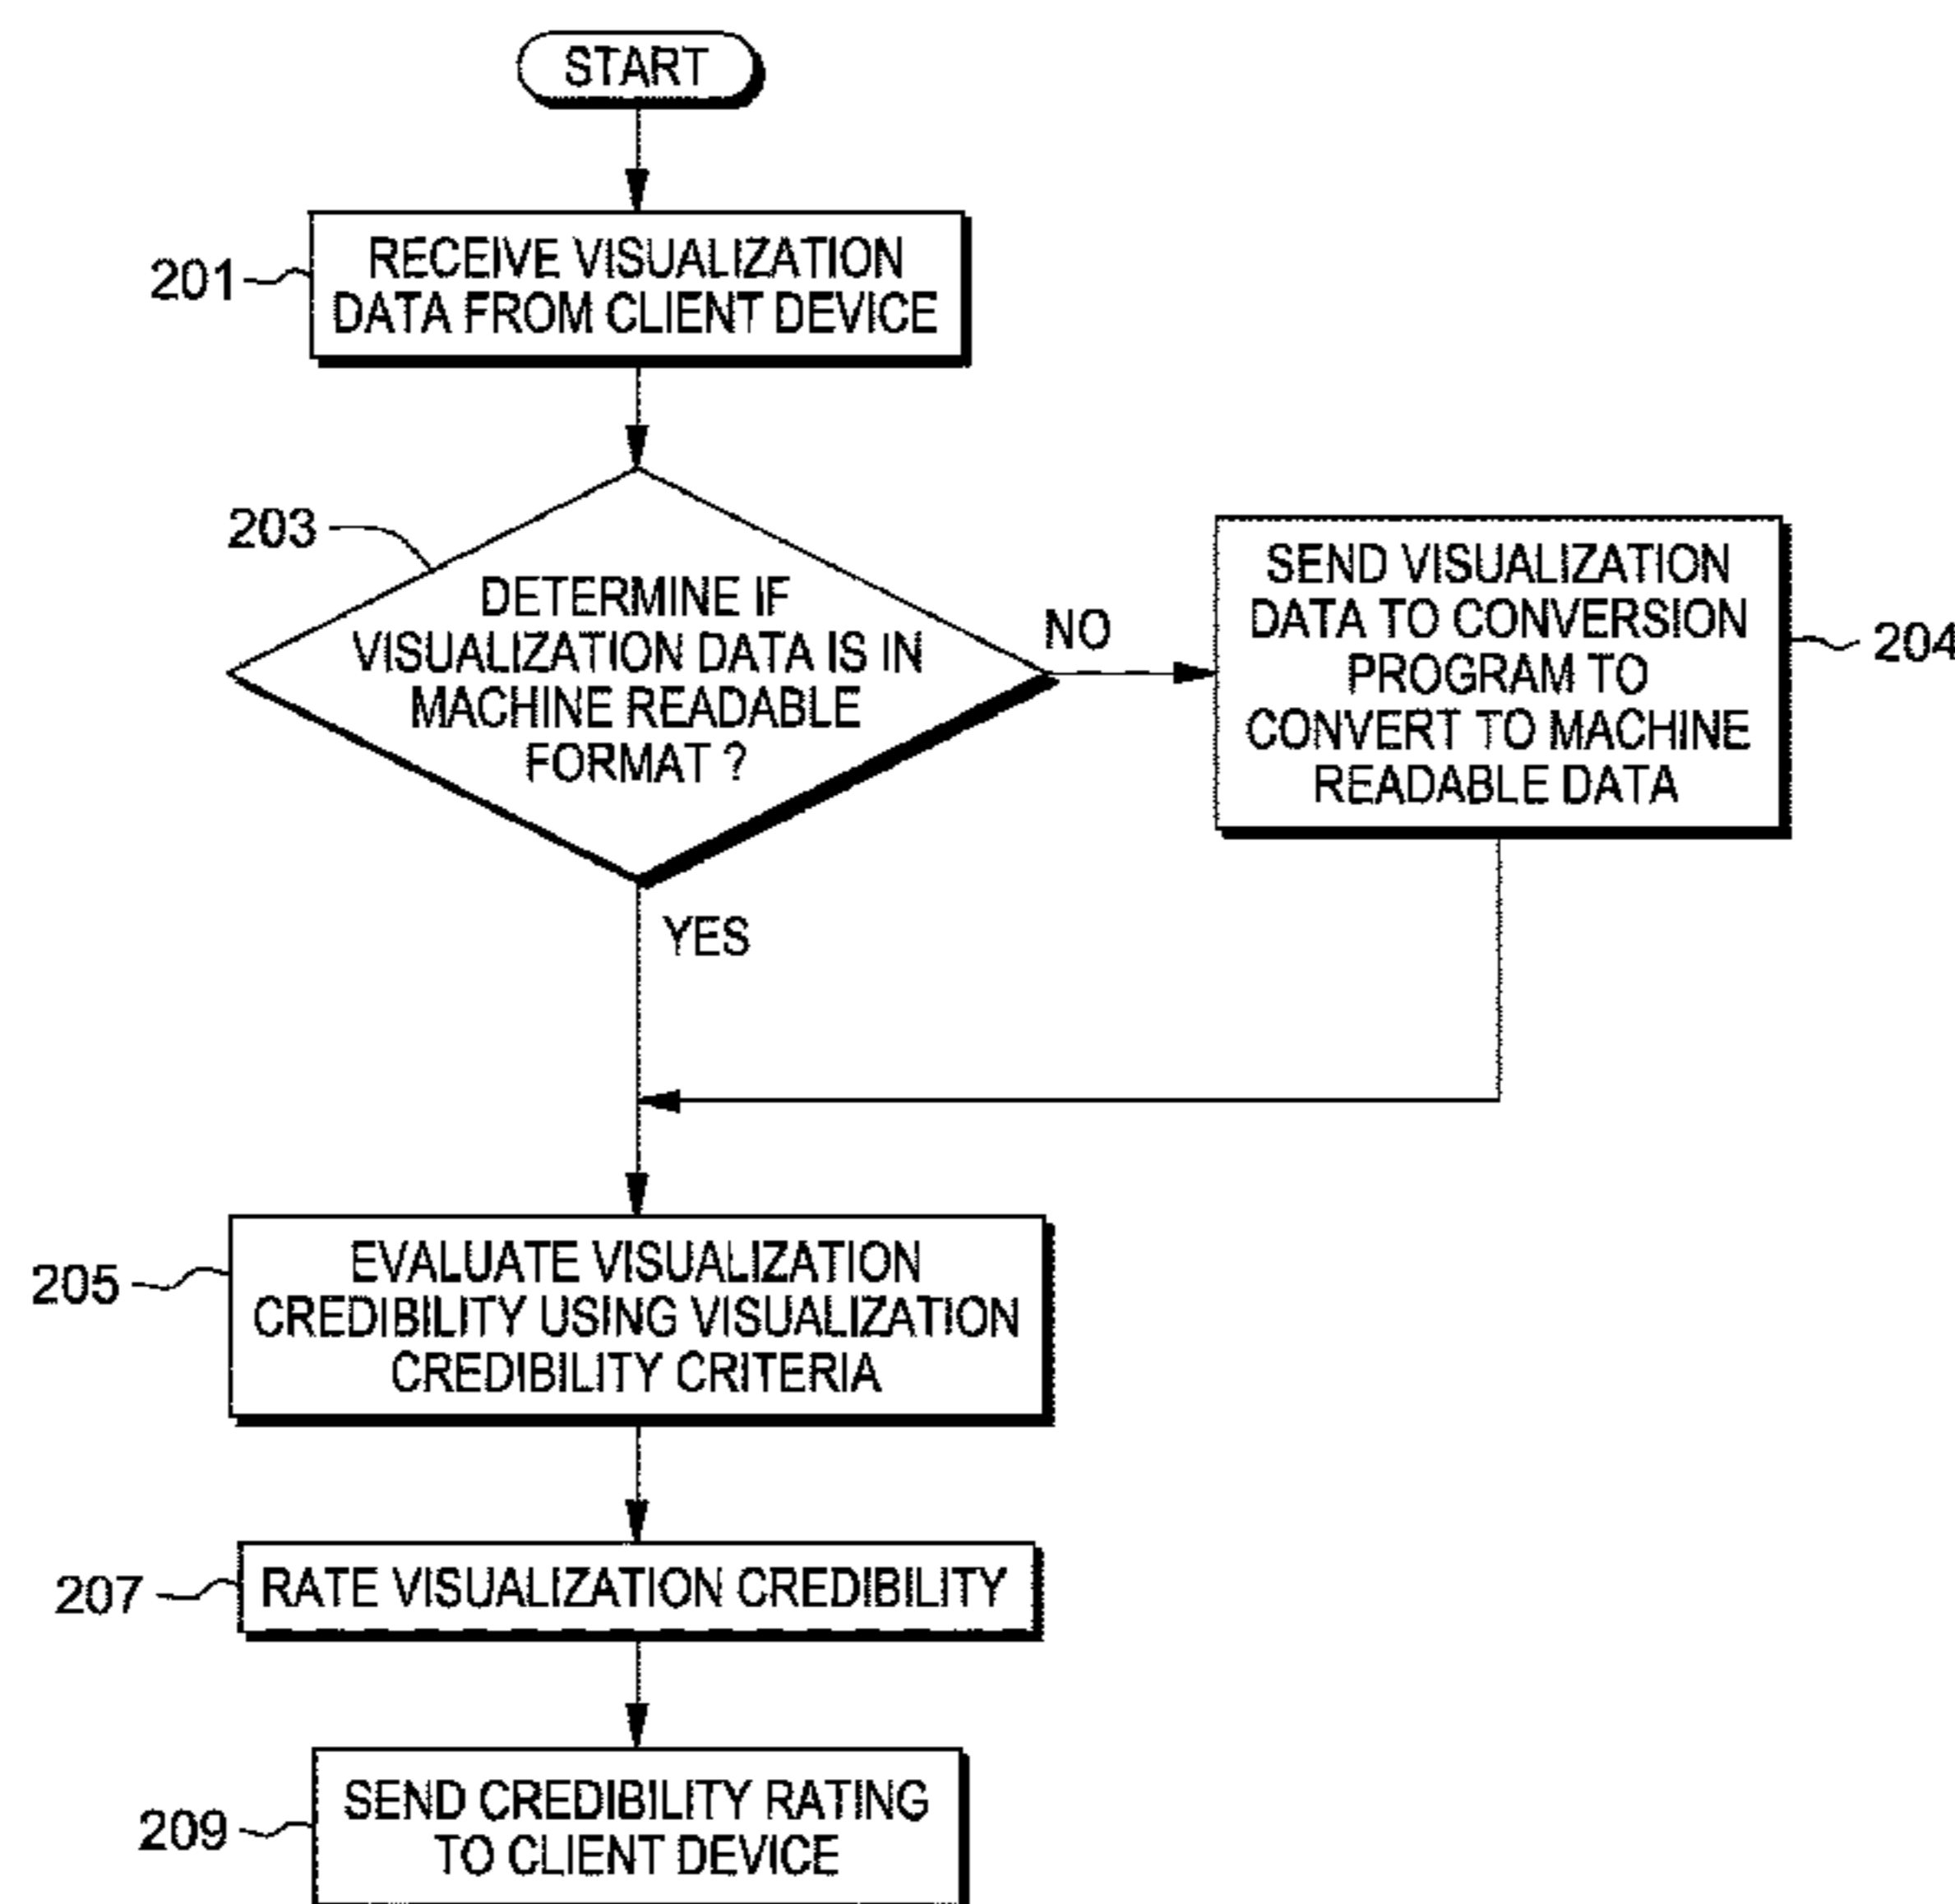 START
201
RECEIVE VISUALIZATION
DATA FROM CLIENT DEVICE
203
DETERMINE IF
VISUALIZATION DATA IS IN
MACHINE READABLE
FORMAT ?
NO
SEND VISUALIZATION
DATA TO CONVERSION
PROGRAM TO
CONVERT TO MACHINE
READABLE DATA
204
YES
205
EVALUATE VISUALIZATION
CREDIBILITY USING VISUALIZATION
CREDIBILITY CRITERIA
207
RATE VISUALIZATION CREDIBILITY
209
SEND CREDIBILITY RATING
TO CLIENT DEVICE